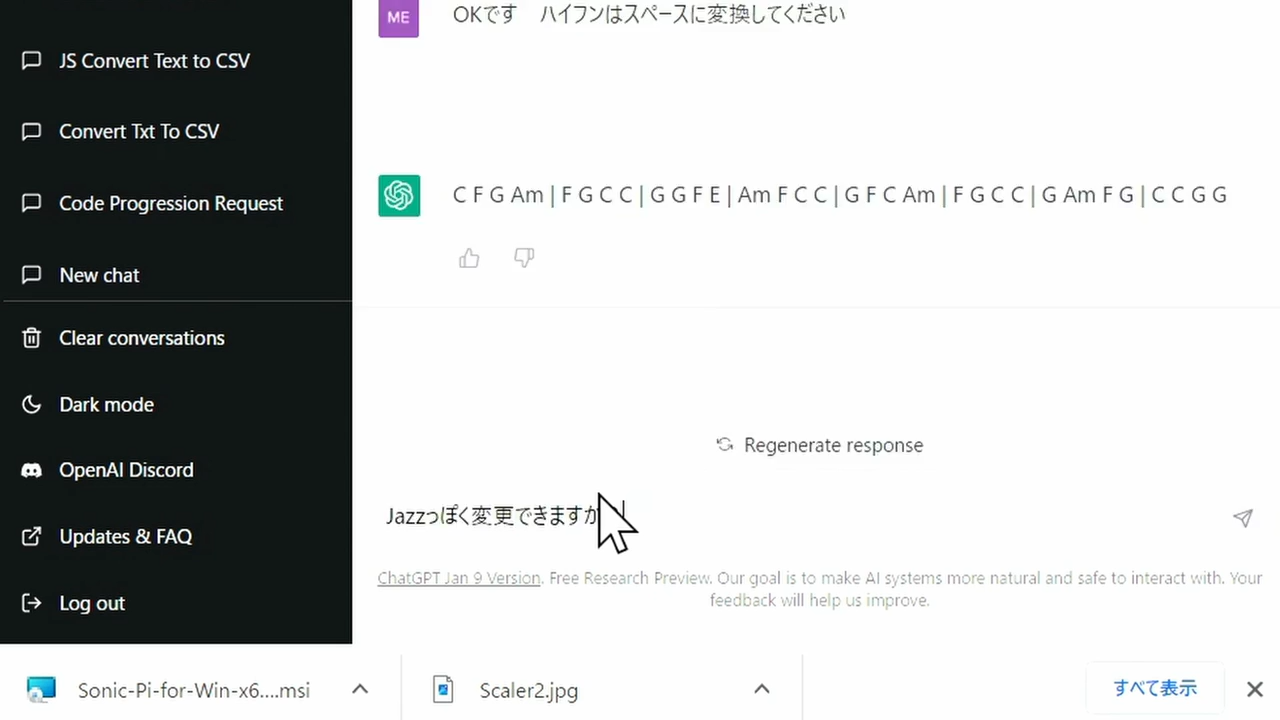 ME
OKです ハイフンはスペースに変換してください
JS Convert Text to CSV
Convert Txt To CSV
Code Progression Request
New chat
Clear conversations
Dark mode
OpenAI Discord
Updates & FAQ
Log out
C F G Am | F G C C | G G F E | Am F C C | G F C Am | F G C C | G Am F G | C C G G
Regenerate response
Jazzっぽく変更できますか
ChatGPT Jan 9 Version. Free Research Preview. Our goal is to make AI systems more natural and safe to interact with. Your
feedback will help us improve.
Sonic-Pi-for-Win-x6....msi
Scaler2.jpg
すべて表示